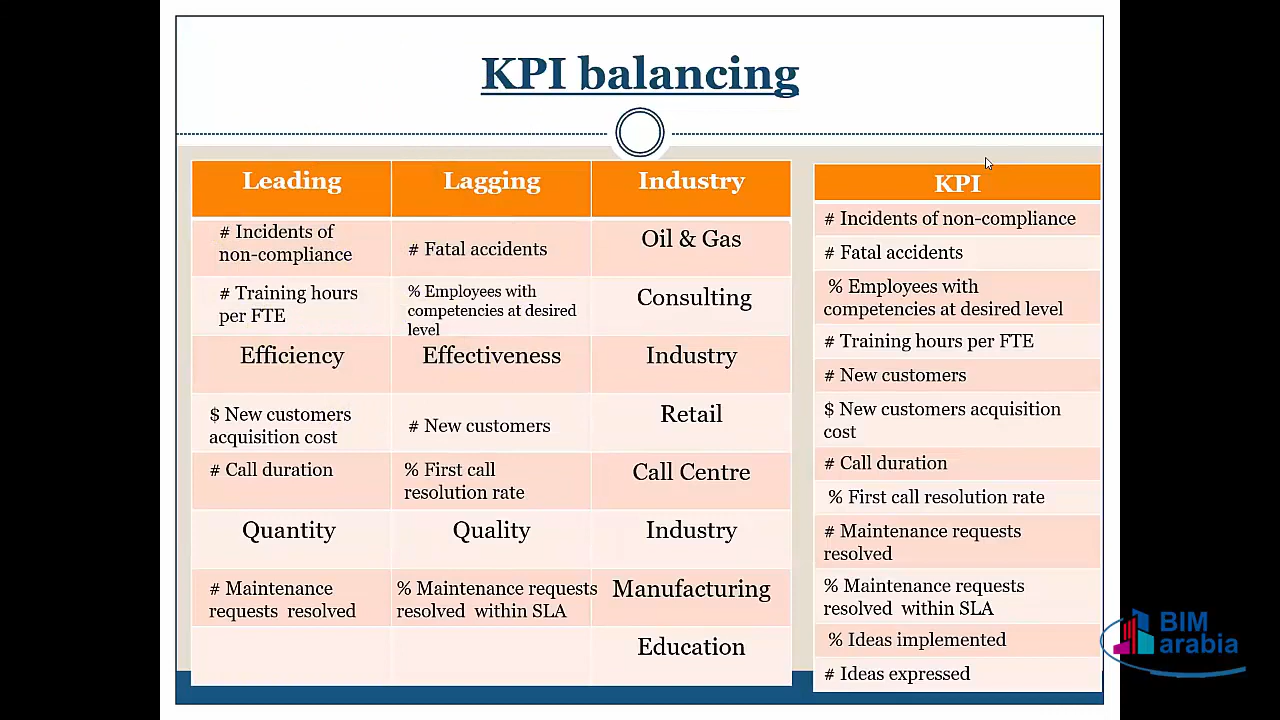 KPI balancing
Leading
Lagging
Industry
# Incidents of
non-compliance
# Fatal accidents
Oil & Gas
# Training hours
per FTE
% Employees with
competencies at desired
level
Consulting
Efficiency
Effectiveness
Industry
$ New customers
acquisition cost
# New customers
Retail
# Call duration
% First call
resolution rate
Call Centre
Quantity
Quality
Industry
# Maintenance
requests resolved
% Maintenance requests
resolved within SLA
Manufacturing
Education
KPI
# Incidents of non-compliance
# Fatal accidents
% Employees with
competencies at desired level
# Training hours per FTE
# New customers
$ New customers acquisition
cost
# Call duration
% First call resolution rate
# Maintenance requests
resolved
% Maintenance requests
resolved within SLA
% Ideas implemented
# Ideas expressed
BIM
arabia